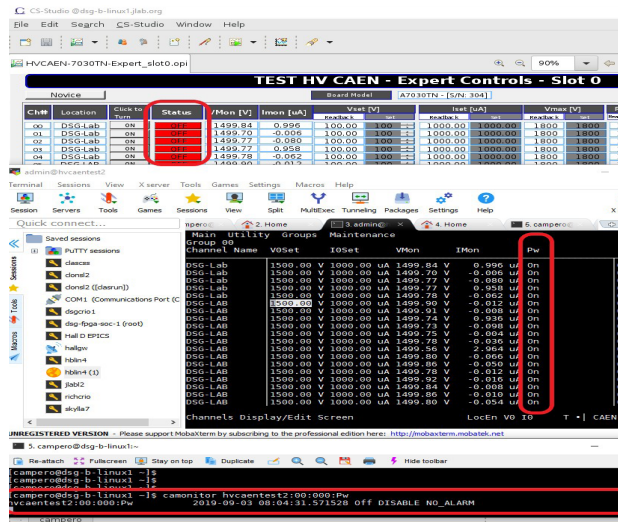 CS-Studio @dsg-b-linux1.jlab.org
File Edit Search CS-Studio Window Help
90%
HVCAEN-7030TN-Expert_slot0.opi
TEST HV CAEN - Expert Controls - Slot 0
Novice Board Model A7030TN - [S/N: 304]
Ch# Location Click to Turn Status VMon [V] Imon [uA] Vset [V] Iset [uA] Vmax [V]
Readback Set Readback Set Readback Set
00 DSG-Lab ON OFF 1499.84 0.996 100.00 100 1000.00 1000.00 1800 1800
01 DSG-Lab ON OFF 1499.70 -0.006 100.00 100 1000.00 1000.00 1800 1800
02 DSG-Lab ON OFF 1499.77 -0.080 100.00 100 1000.00 1000.00 1800 1800
03 DSG-Lab ON OFF 1499.77 0.958 100.00 100 1000.00 1000.00 1800 1800
04 DSG-Lab ON OFF 1499.78 -0.062 100.00 100 1000.00 1000.00 1800 1800
admin@hvcaentest2
Terminal Sessions View X server Tools Games Settings Macros Help
Session Servers Tools Games Sessions View Split MultiExec Tunneling Packages Settings Help
Quick connect... mpero@ 2. Home 3. admin@ 4. Home 5. campero@
Sessions
Tools
Macros
Saved sessions
PuTTY sessions
clascss
clonsl2
clonsl2 ([dasrun])
COM1 (Communications Port (C
dsgcrio1
dsg-fpga-soc-1 (root)
Hall D EPICS
hallgw
hblin4
hblin4 (1)
jlabl2
richcrio
skylla7
Main Utility Groups Maintenance
Group 00
Channel Name V0Set I0Set VMon IMon Pw
DSG-Lab 1500.00 V 1000.00 uA 1499.84 V 0.996 uA On
DSG-Lab 1500.00 V 1000.00 uA 1499.70 V -0.006 uA On
DSG-Lab 1500.00 V 1000.00 uA 1499.77 V -0.080 uA On
DSG-Lab 1500.00 V 1000.00 uA 1499.77 V 0.958 uA On
DSG-Lab 1500.00 V 1000.00 uA 1499.78 V -0.062 uA On
DSG-LAB 1500.00 V 1000.00 uA 1499.90 V -0.012 uA On
DSG-LAB 1500.00 V 1000.00 uA 1499.91 V -0.008 uA On
DSG-LAB 1500.00 V 1000.00 uA 1499.74 V 0.936 uA On
DSG-LAB 1500.00 V 1000.00 uA 1499.73 V -0.098 uA On
DSG-LAB 1500.00 V 1000.00 uA 1499.75 V -0.004 uA On
DSG-LAB 1500.00 V 1000.00 uA 1499.78 V -0.036 uA On
DSG-LAB 1500.00 V 1000.00 uA 1499.56 V 2.964 uA On
DSG-LAB 1500.00 V 1000.00 uA 1499.80 V -0.066 uA On
DSG-LAB 1500.00 V 1000.00 uA 1499.86 V -0.050 uA On
DSG-LAB 1500.00 V 1000.00 uA 1499.78 V -0.012 uA On
DSG-LAB 1500.00 V 1000.00 uA 1499.92 V -0.016 uA On
DSG-LAB 1500.00 V 1000.00 uA 1499.84 V -0.008 uA On
DSG-LAB 1500.00 V 1000.00 uA 1499.86 V -0.010 uA On
DSG-LAB 1500.00 V 1000.00 uA 1499.80 V -0.054 uA On
Channels Display/Edit Screen LocEn V0 I0 T CAEN
UNREGISTERED VERSION - Please support MobaXterm by subscribing to the professional edition here: http://mobaxterm.mobatek.net
5. campero@dsg-b-linux1:~
Re-attach Fullscreen Stay on top Duplicate Hide toolbar
[campero@dsg-b-linux1 ~]$
[campero@dsg-b-linux1 ~]$
[campero@dsg-b-linux1 ~]$ camonitor hvcaentest2:00:000:Pw
hvcaentest2:00:000:Pw 2019-09-03 08:04:31.571528 Off DISABLE NO_ALARM
campero